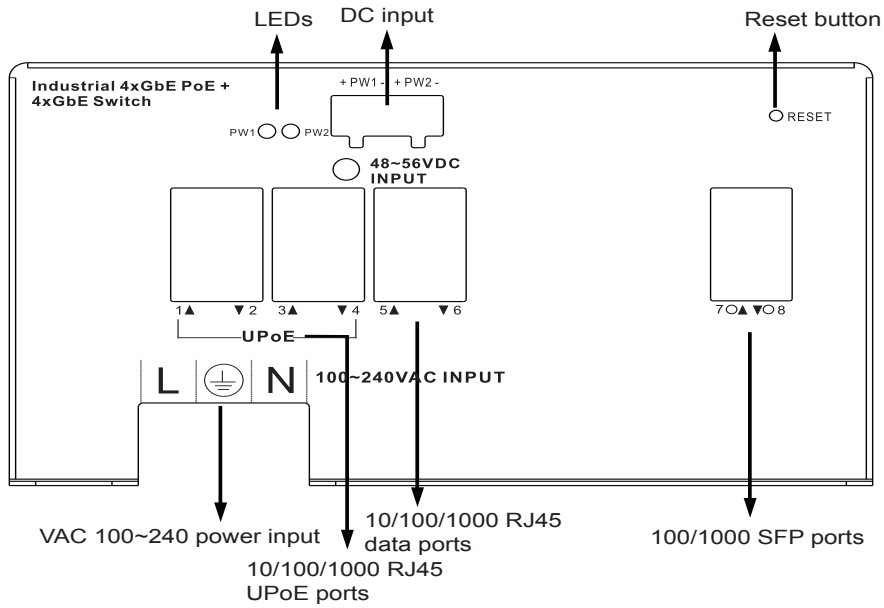 LEDs
DC input
Reset button
Industrial 4xGbE PoE +
4xGbE Switch
+ PW1 - + PW2 -
PW1
PW2
RESET
48~56VDC
INPUT
1▲ ▼ 2 3▲ ▼ 4 5▲ ▼ 6
7○▲ ▼○8
UPoE
L N
100~240VAC INPUT
VAC 100~240 power input
10/100/1000 RJ45
data ports
10/100/1000 RJ45
UPoE ports
100/1000 SFP ports